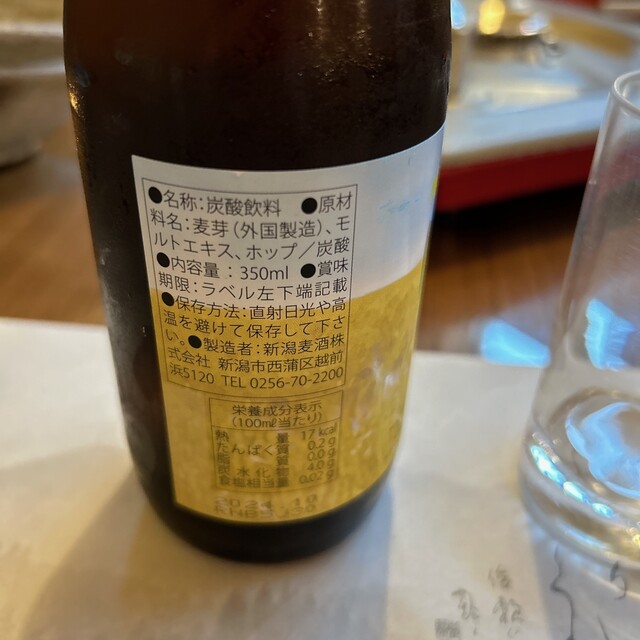 ●名称：炭酸飲料　●原材
料名：麦芽（外国製造）、モ
ルトエキス、ホップ／炭酸
●内容量：350ml ●賞味
期限：ラベル左下端記載
●保存方法：直射日光や高
温を避けて保存して下さ
い。●製造者：新潟麦酒株
式会社 新潟市西蒲区越前
浜5120 TEL 0256-70-2200
栄養成分表示
(100㎖当たり)
熱量 17kcal
たんぱく質 0.2g
脂質 0.0g
炭水化物 4.0g
食塩相当量 0.02g